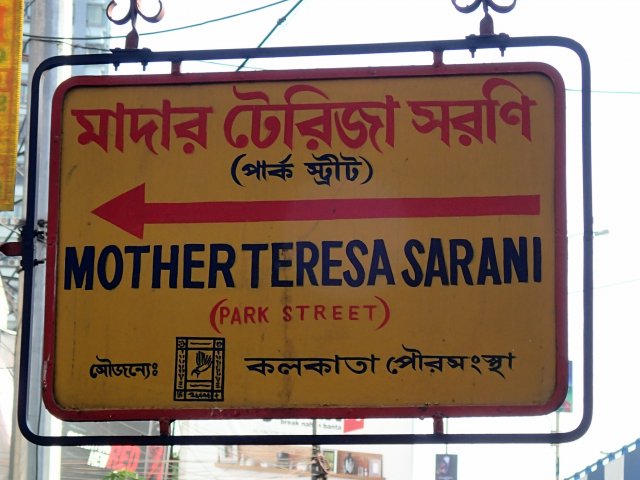 মাদার টেরিজা সরণি
(পার্ক স্ট্রীট)
MOTHER TERESA SARANI
(PARK STREET)
সৌজন্যেঃ কলকাতা পৌরসংস্থা